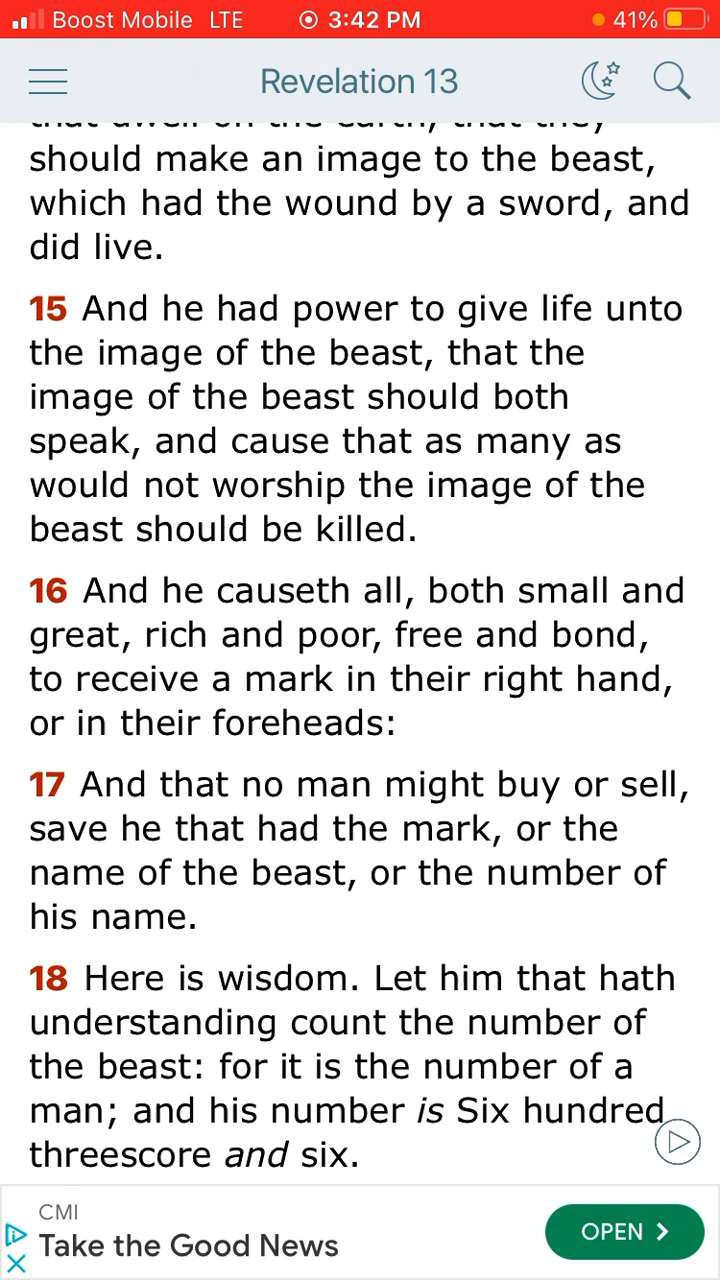 Boost Mobile LTE 3:42 PM 41%
Revelation 13
that dwell on the earth, that they
should make an image to the beast,
which had the wound by a sword, and
did live.
15 And he had power to give life unto
the image of the beast, that the
image of the beast should both
speak, and cause that as many as
would not worship the image of the
beast should be killed.
16 And he causeth all, both small and
great, rich and poor, free and bond,
to receive a mark in their right hand,
or in their foreheads:
17 And that no man might buy or sell,
save he that had the mark, or the
name of the beast, or the number of
his name.
18 Here is wisdom. Let him that hath
understanding count the number of
the beast: for it is the number of a
man; and his number is Six hundred
threescore and six.
CMI
Take the Good News
OPEN